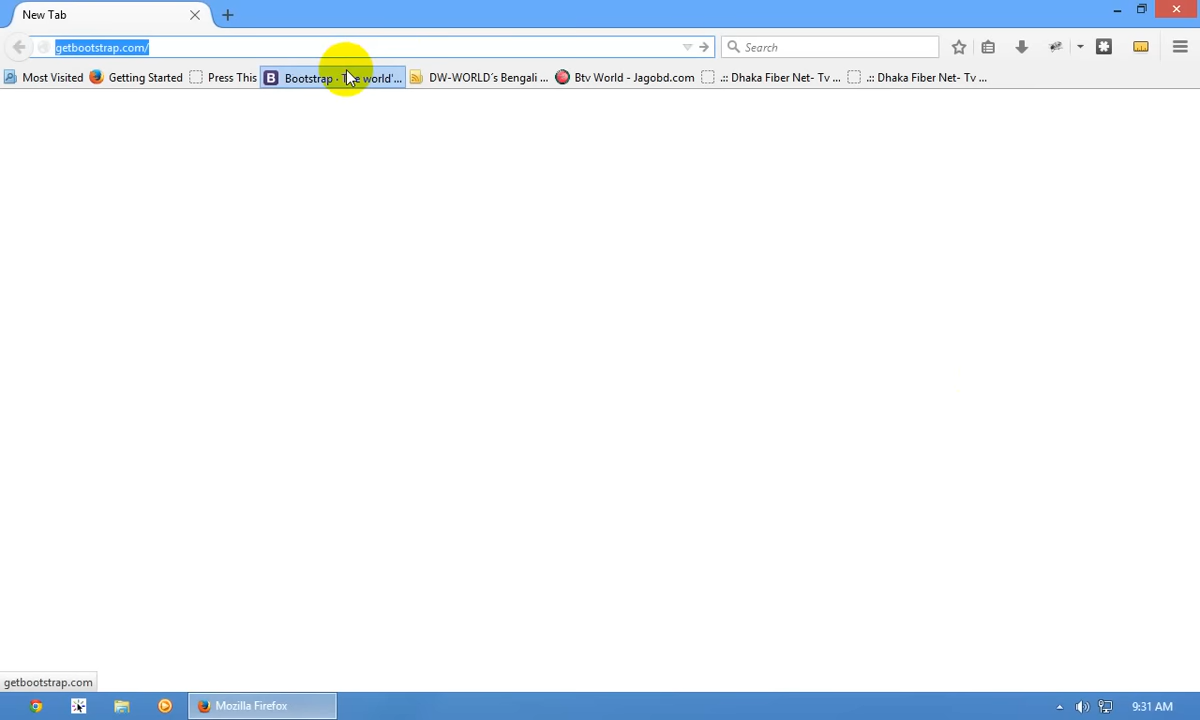 New Tab
getbootstrap.com/
Search
Most Visited Getting Started Press This B Bootstrap - The world'... DW-WORLD´s Bengali ... Btv World - Jagobd.com .:: Dhaka Fiber Net- Tv ... .:: Dhaka Fiber Net- Tv ...
getbootstrap.com
Mozilla Firefox
9:31 AM